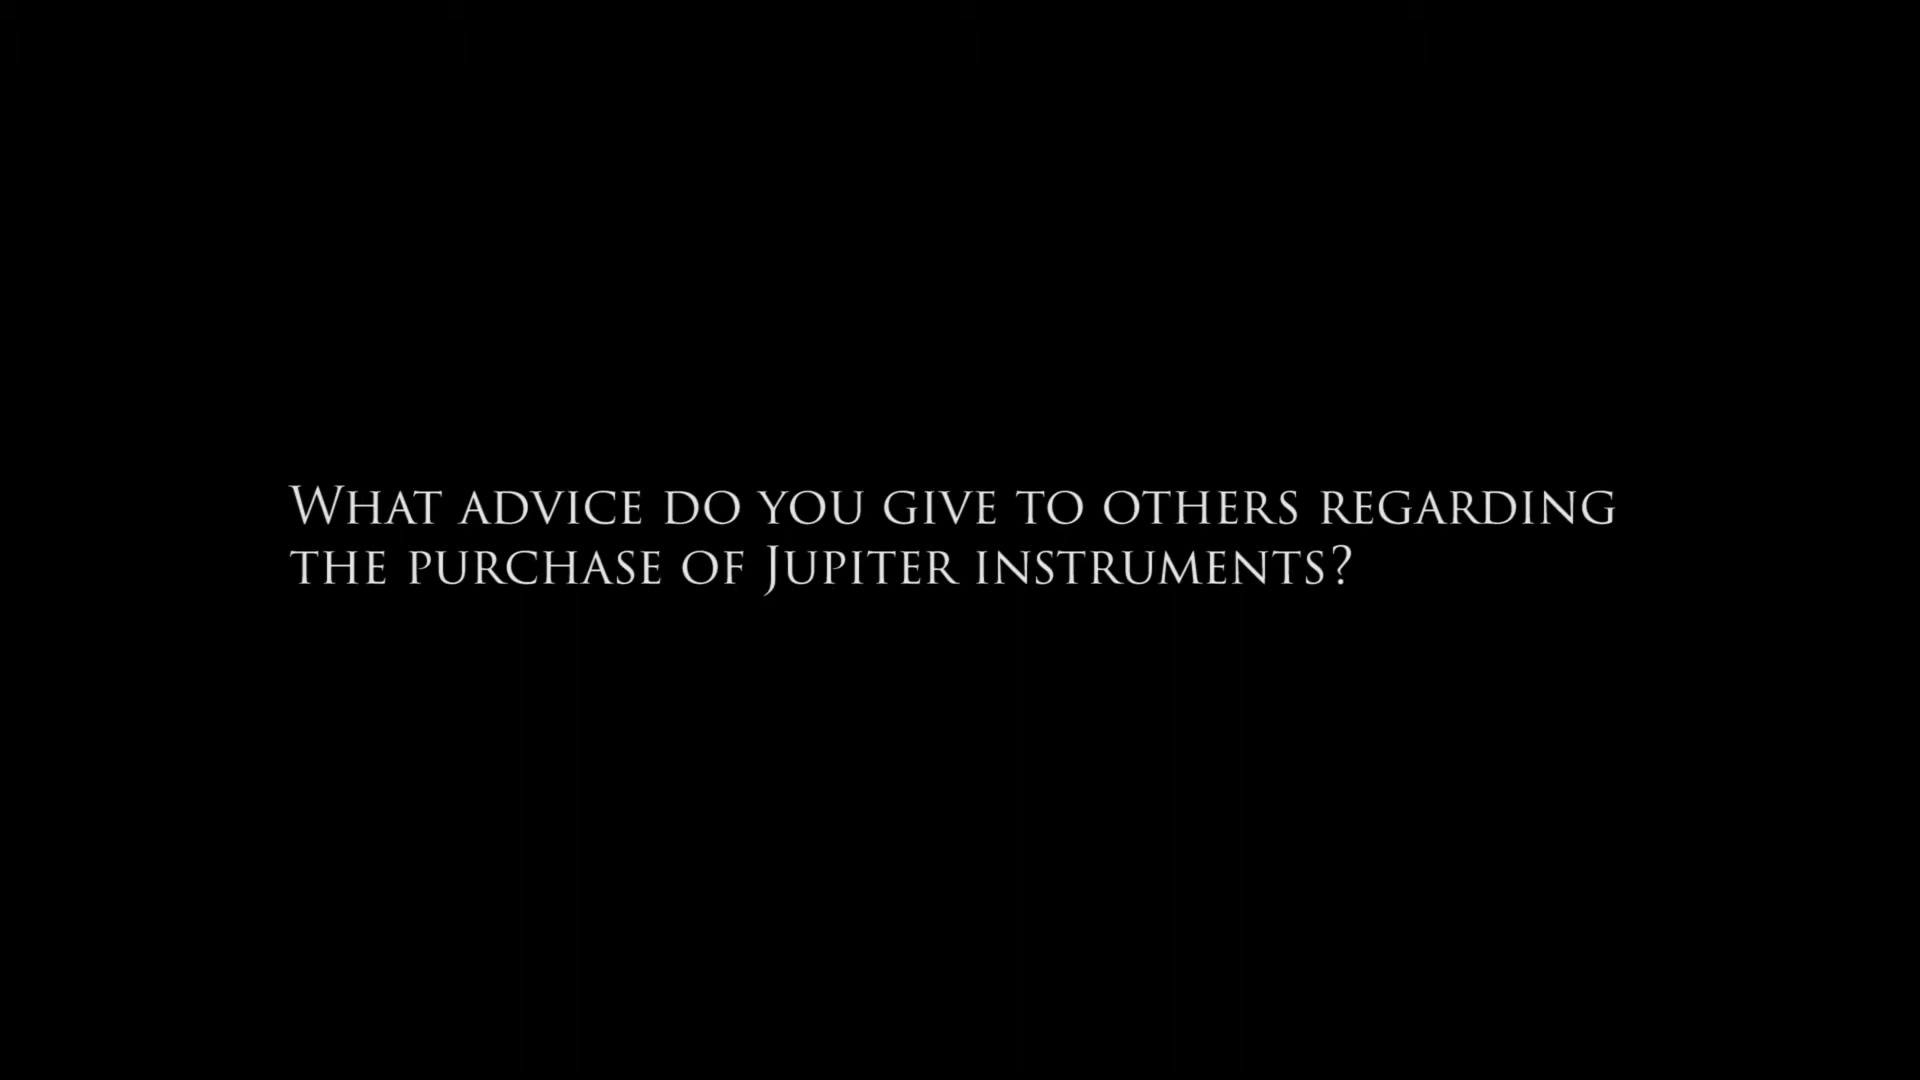 What advice do you give to others regarding
the purchase of Jupiter instruments?